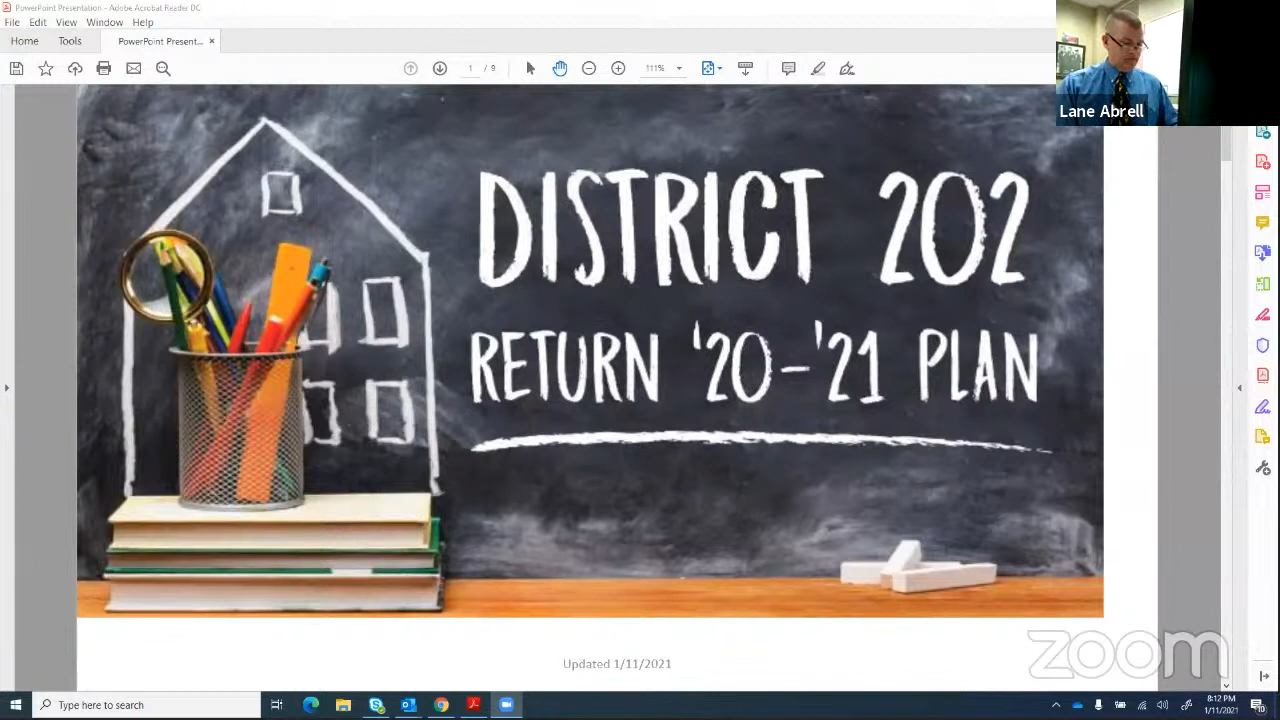 PowerPoint Presentation - Adobe Acrobat Reader DC
File Edit View Window Help
Home Tools PowerPoint Present... ×
1 / 9 111%
Lane Abrell
DISTRICT 202
RETURN '20-'21 PLAN
Updated 1/11/2021
zoom
Type here to search
8:12 PM
1/11/2021